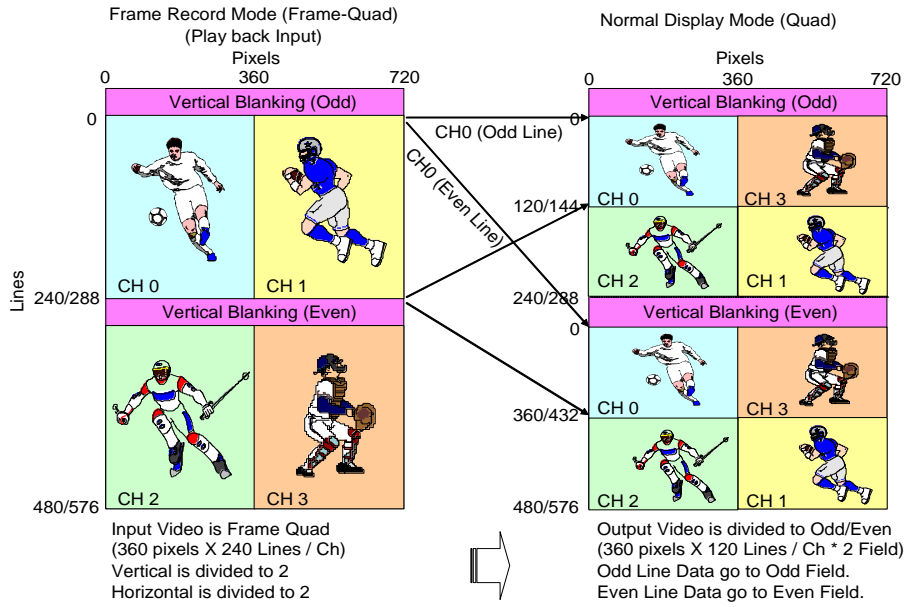 Frame Record Mode (Frame-Quad)
(Play back Input)
Pixels
0 360 720
Vertical Blanking (Odd)
0
CH 0
CH 1
Lines
240/288
Vertical Blanking (Even)
CH 2
CH 3
480/576
Input Video is Frame Quad
(360 pixels X 240 Lines / Ch)
Vertical is divided to 2
Horizontal is divided to 2
CH0 (Odd Line)
CH0 (Even Line)
Normal Display Mode (Quad)
Pixels
0 360 720
Vertical Blanking (Odd)
0
CH 0
CH 3
120/144
CH 2
CH 1
240/288
Vertical Blanking (Even)
0
CH 0
CH 3
360/432
CH 2
CH 1
480/576
Output Video is divided to Odd/Even
(360 pixels X 120 Lines / Ch * 2 Field)
Odd Line Data go to Odd Field.
Even Line Data go to Even Field.